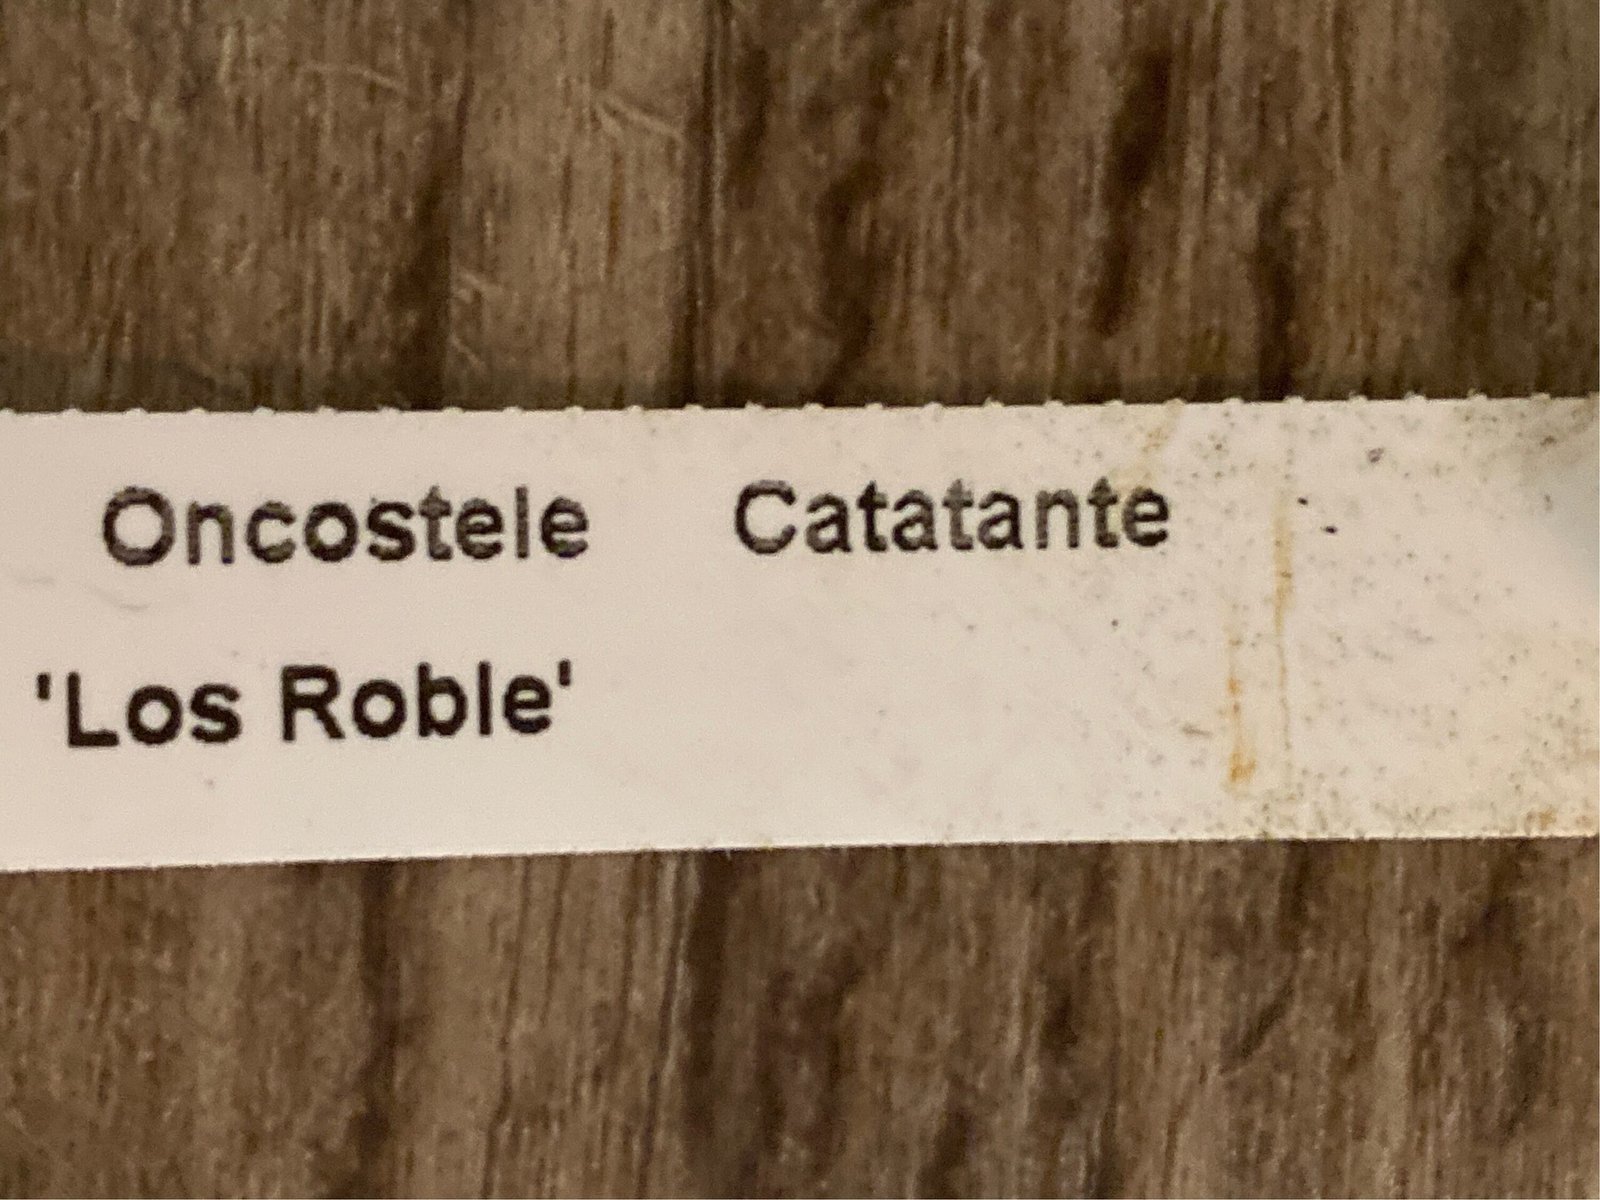 Oncostele Catatante
'Los Roble'